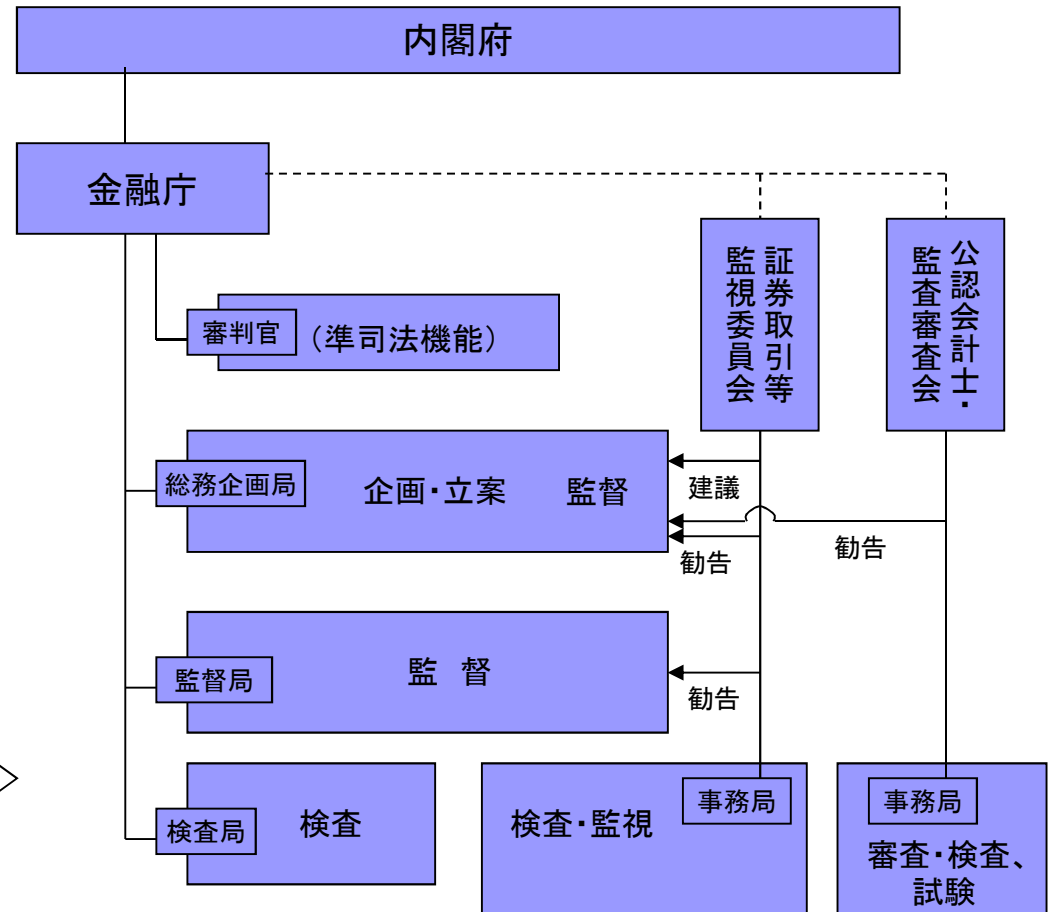 内閣府
金融庁
証券取引等
監視委員会
公認会計士・
監査審査会
審判官
(準司法機能)
総務企画局
企画・立案 監督
建議
勧告
勧告
監督局
監 督
勧告
検査局
検査
検査・監視
事務局
事務局
審査・検査、
試験